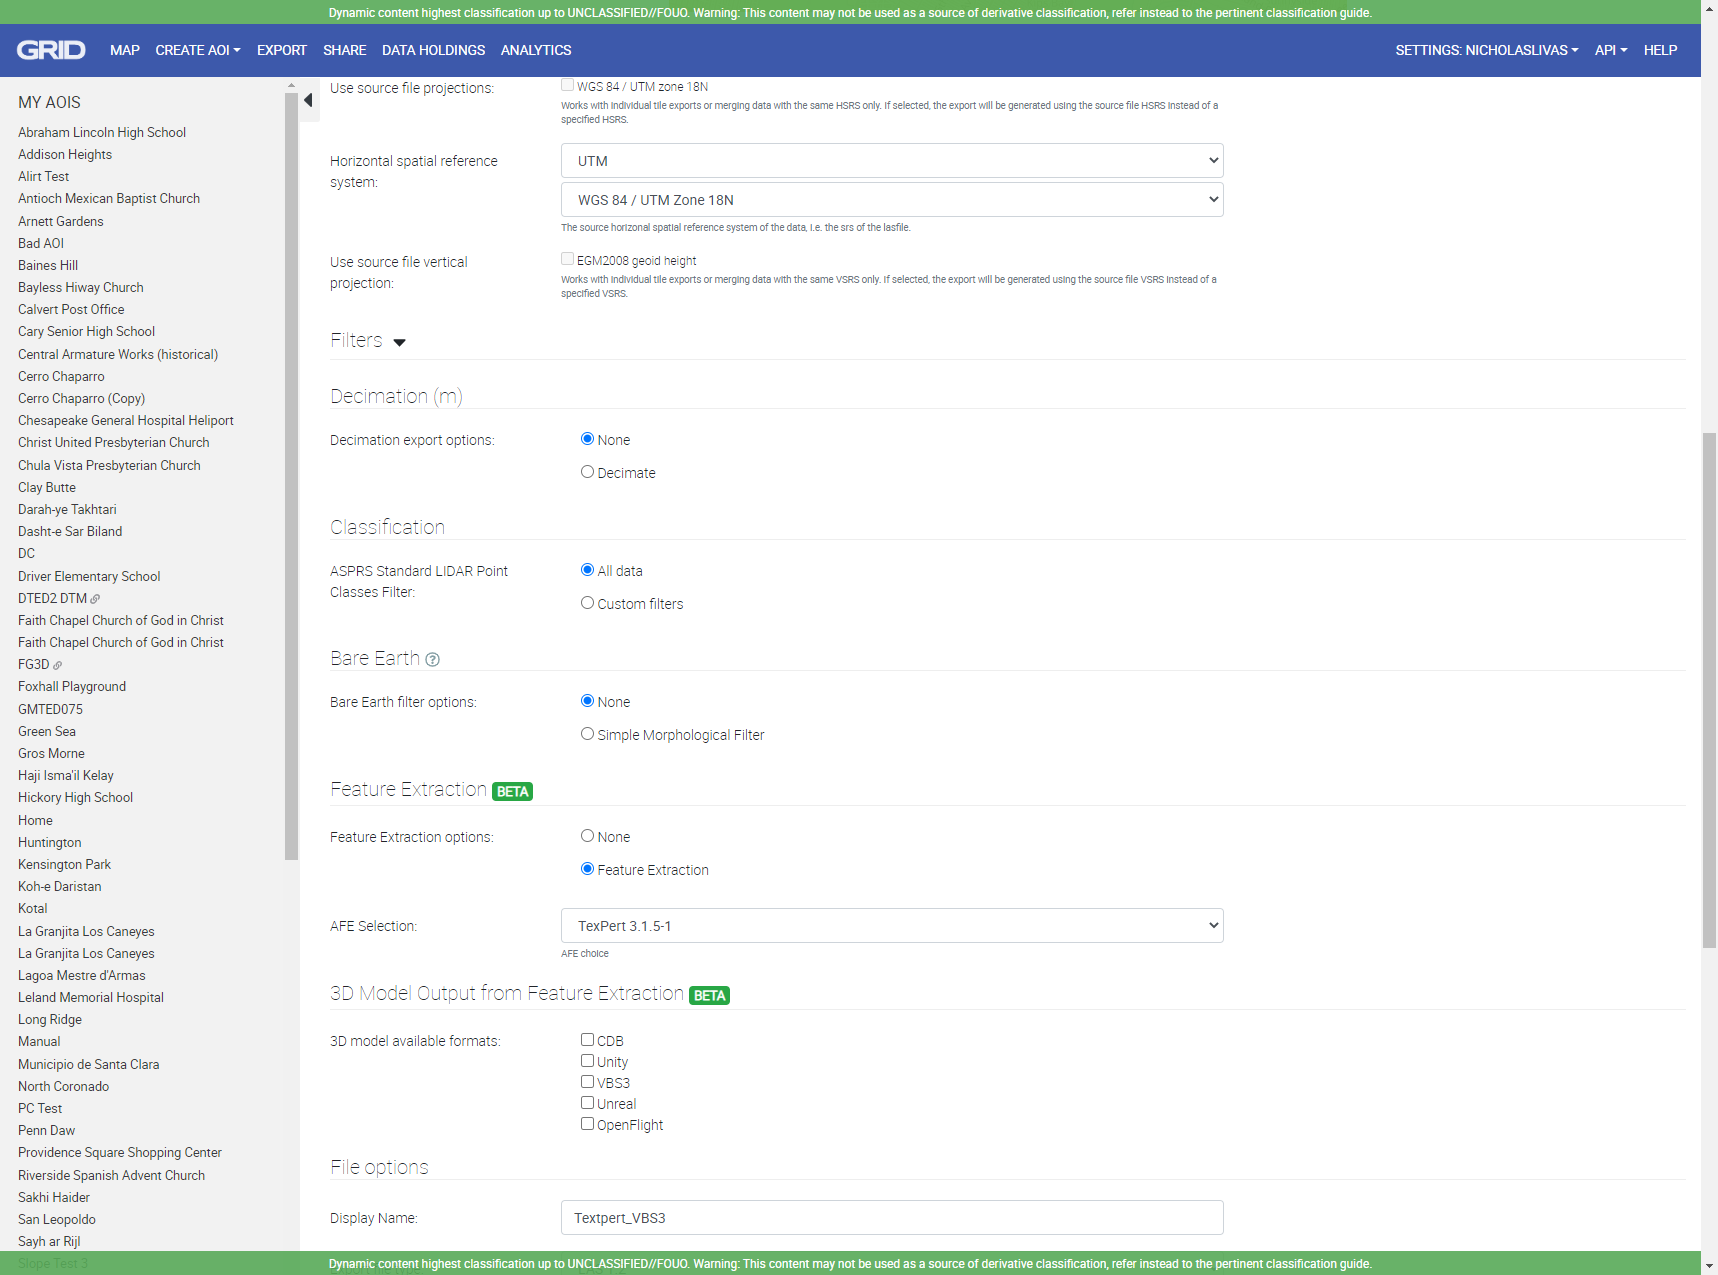 Dynamic content highest classification up to UNCLASSIFIED//FOUO. Warning: This content may not be used as a source of derivative classification, refer instead to the pertinent classification guide.
GRID MAP CREATE AOI EXPORT SHARE DATA HOLDINGS ANALYTICS SETTINGS: NICHOLASLIVAS API HELP
MY AOIS
Abraham Lincoln High School
Addison Heights
Alirt Test
Antioch Mexican Baptist Church
Arnett Gardens
Bad AOI
Baines Hill
Bayless Hiway Church
Calvert Post Office
Cary Senior High School
Central Armature Works (historical)
Cerro Chaparro
Cerro Chaparro (Copy)
Chesapeake General Hospital Heliport
Christ United Presbyterian Church
Chula Vista Presbyterian Church
Clay Butte
Darah-ye Takhtari
Dasht-e Sar Biland
DC
Driver Elementary School
DTED2 DTM
Faith Chapel Church of God in Christ
Faith Chapel Church of God in Christ
FG3D
Foxhall Playground
GMTED075
Green Sea
Gros Morne
Haji Isma'il Kelay
Hickory High School
Home
Huntington
Kensington Park
Koh-e Daristan
Kotal
La Granjita Los Caneyes
La Granjita Los Caneyes
Lagoa Mestre d'Armas
Leland Memorial Hospital
Long Ridge
Manual
Municipio de Santa Clara
North Coronado
PC Test
Penn Daw
Providence Square Shopping Center
Riverside Spanish Advent Church
Sakhi Haider
San Leopoldo
Sayh ar Rijl
Slope Test 3
Use source file projections:
WGS 84 / UTM zone 18N
Works with individual tile exports or merging data with the same HSRS only. If selected, the export will be generated using the source file HSRS instead of a
specified HSRS.
Horizontal spatial reference
system:
UTM
WGS 84 / UTM Zone 18N
The source horizonal spatial reference system of the data, i.e. the srs of the lasfile.
Use source file vertical
projection:
EGM2008 geoid height
Works with individual tile exports or merging data with the same VSRS only. If selected, the export will be generated using the source file VSRS instead of a
specified VSRS.
Filters
Decimation (m)
Decimation export options:
None
Decimate
Classification
ASPRS Standard LIDAR Point
Classes Filter:
All data
Custom filters
Bare Earth
Bare Earth filter options:
None
Simple Morphological Filter
Feature Extraction BETA
Feature Extraction options:
None
Feature Extraction
AFE Selection:
TexPert 3.1.5-1
AFE choice
3D Model Output from Feature Extraction BETA
3D model available formats:
CDB
Unity
VBS3
Unreal
OpenFlight
File options
Display Name:
Textpert_VBS3
Dynamic content highest classification up to UNCLASSIFIED//FOUO. Warning: This content may not be used as a source of derivative classification, refer instead to the pertinent classification guide.